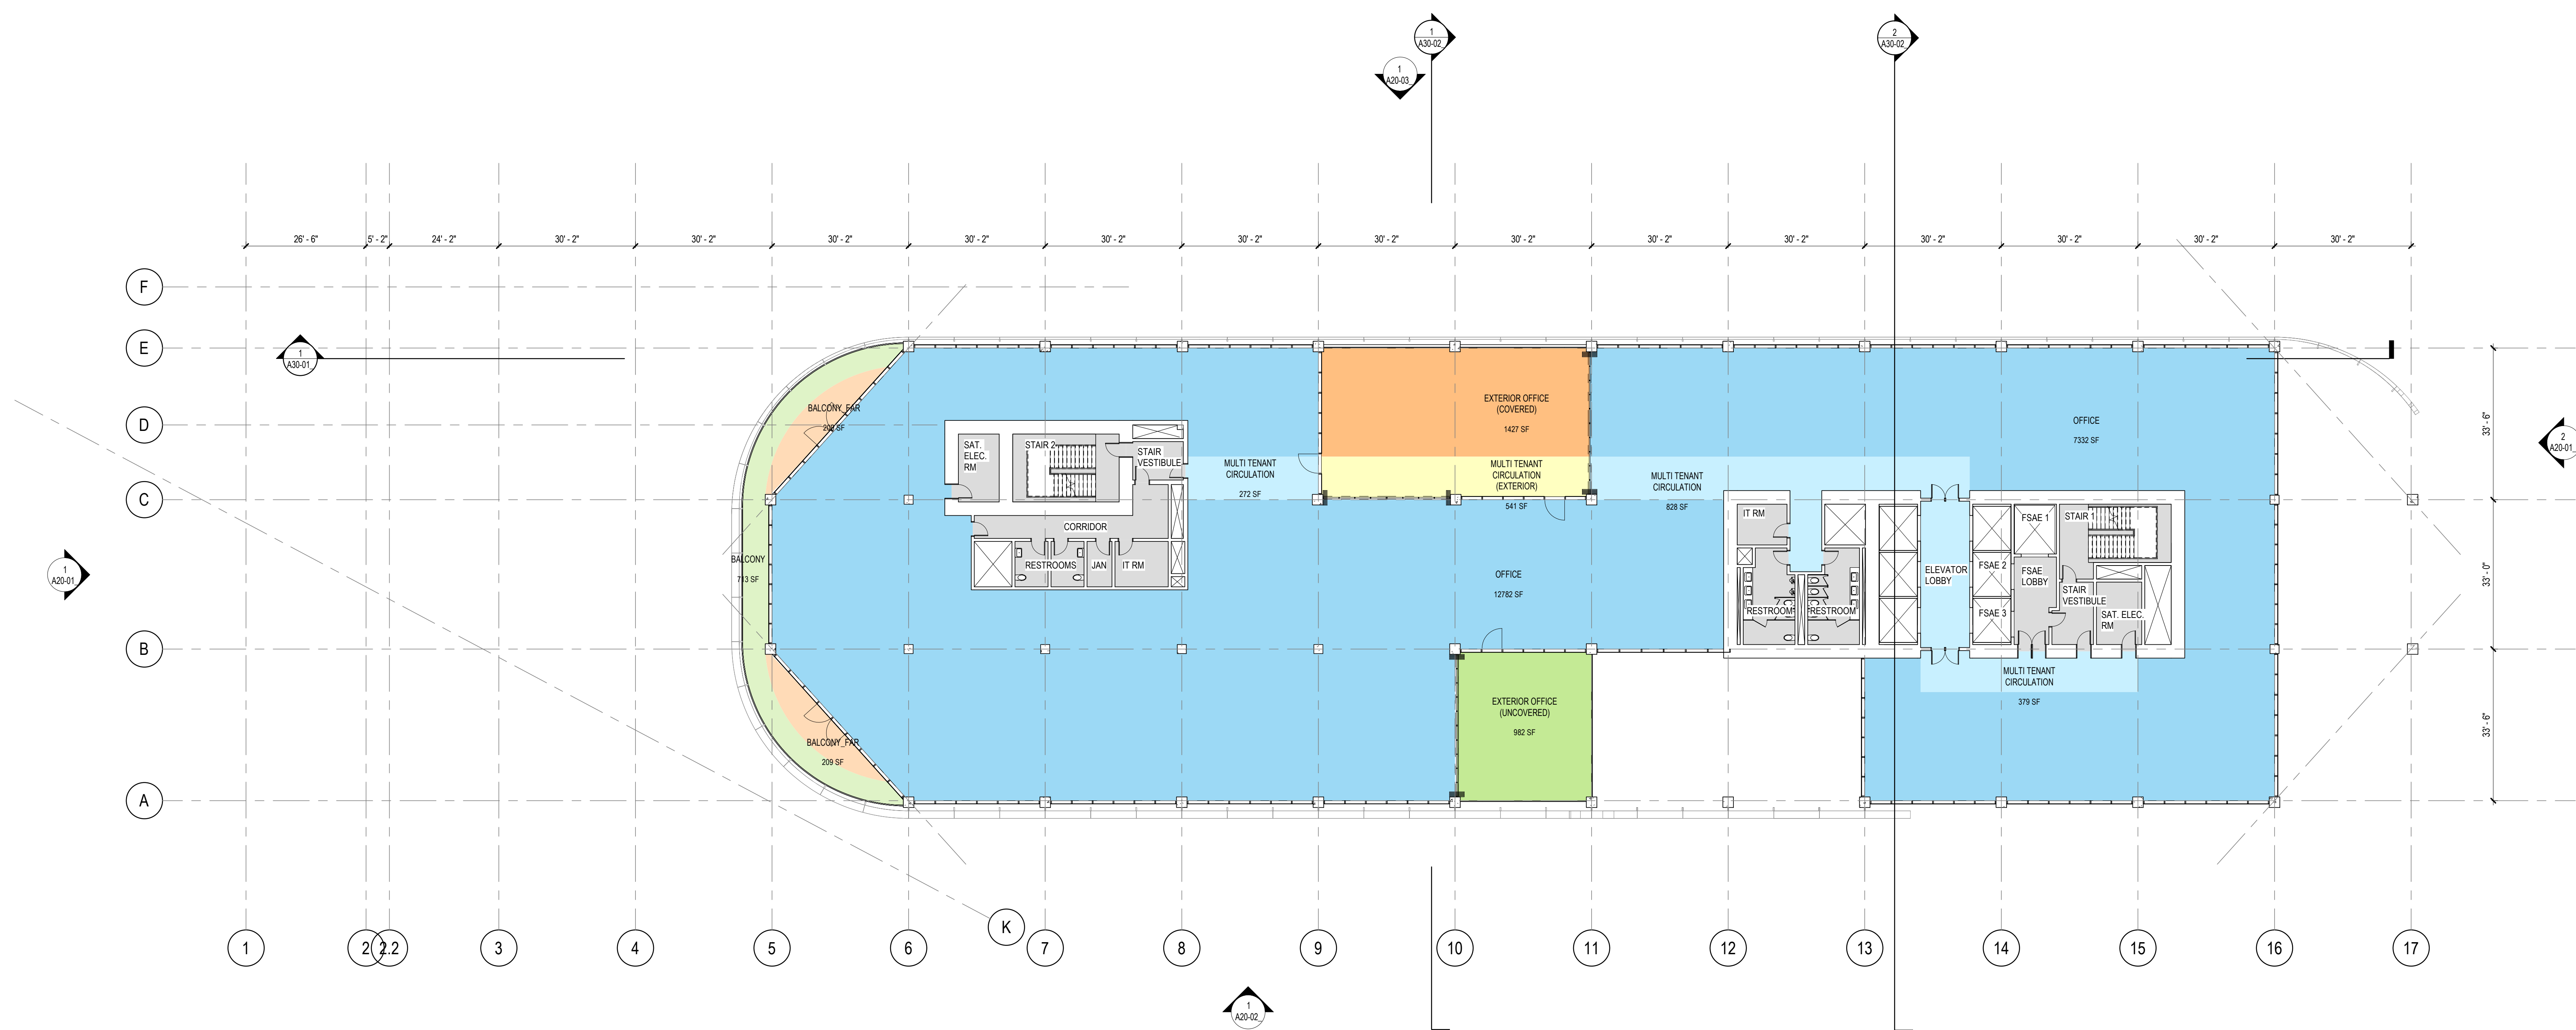 1
A30-02_
2
A30-02_
1
A20-03_
26' - 6"
5' - 2"
24' - 2"
30' - 2"
30' - 2"
30' - 2"
30' - 2"
30' - 2"
30' - 2"
30' - 2"
30' - 2"
30' - 2"
30' - 2"
30' - 2"
30' - 2"
30' - 2"
30' - 2"
F
E
1
A30-01_
D
C
B
A
33' - 6"
33' - 0"
33' - 6"
2
A20-01_
1
A20-01_
BALCONY_FAR
209 SF
BALCONY
713 SF
BALCONY_FAR
209 SF
SAT.
ELEC.
RM
STAIR 2
STAIR
VESTIBULE
CORRIDOR
RESTROOMS
JAN
IT RM
MULTI TENANT
CIRCULATION
272 SF
EXTERIOR OFFICE
(COVERED)
1427 SF
MULTI TENANT
CIRCULATION
(EXTERIOR)
541 SF
MULTI TENANT
CIRCULATION
828 SF
OFFICE
7332 SF
OFFICE
12782 SF
EXTERIOR OFFICE
(UNCOVERED)
982 SF
IT RM
RESTROOM
RESTROOM
ELEVATOR
LOBBY
FSAE 1
FSAE 2
FSAE 3
FSAE
LOBBY
STAIR 1
STAIR
VESTIBULE
SAT. ELEC.
RM
MULTI TENANT
CIRCULATION
379 SF
K
1
2
2.2
3
4
5
6
7
8
9
10
11
12
13
14
15
16
17
1
A20-02_